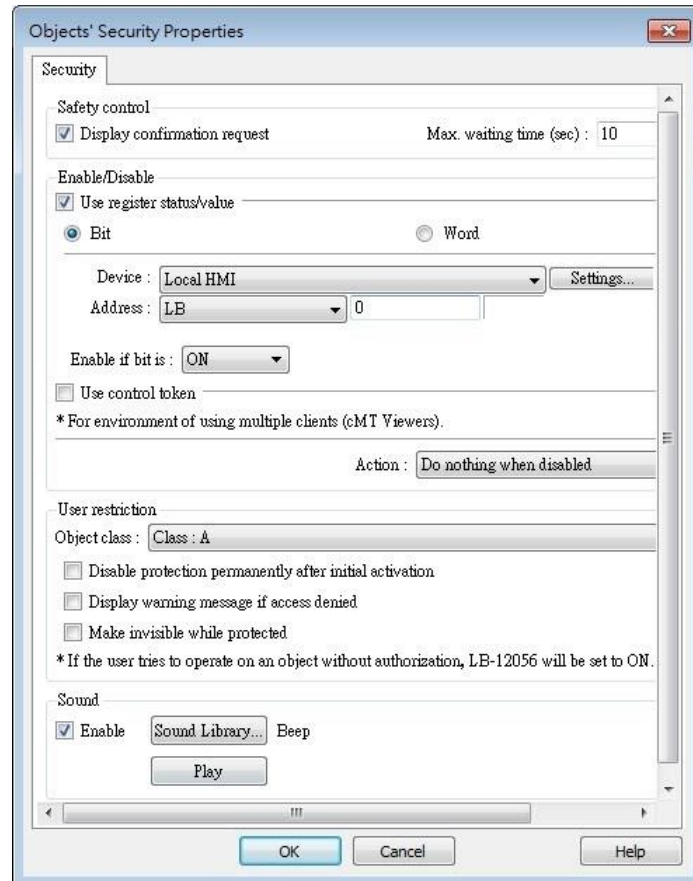 Objects' Security Properties
Security
Safety control
Display confirmation request Max. waiting time (sec) : 10
Enable/Disable
Use register status/value
Bit Word
Device : Local HMI Settings...
Address : LB 0
Enable if bit is : ON
Use control token
* For environment of using multiple clients (cMT Viewers).
Action : Do nothing when disabled
User restriction
Object class : Class : A
Disable protection permanently after initial activation
Display warning message if access denied
Make invisible while protected
* If the user tries to operate on an object without authorization, LB-12056 will be set to ON.
Sound
Enable Sound Library... Beep
Play
OK Cancel Help